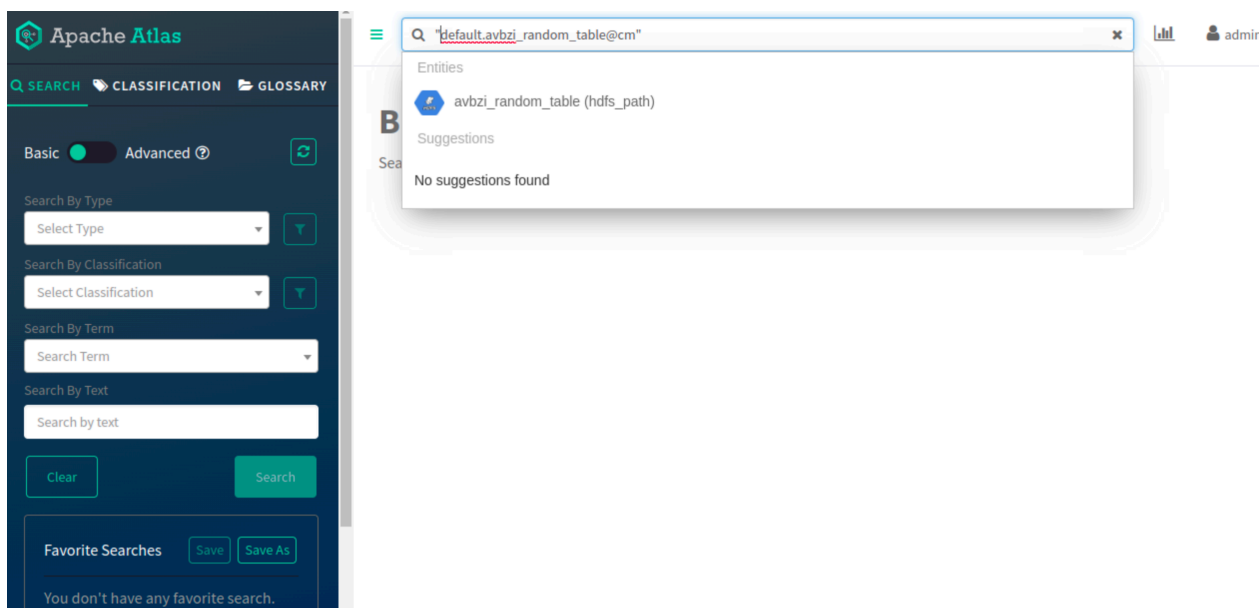 Apache Atlas
SEARCH CLASSIFICATION GLOSSARY
Basic Advanced
Search By Type
Select Type
Search By Classification
Select Classification
Search By Term
Search Term
Search By Text
Search by text
Clear Search
Favorite Searches Save Save As
You don't have any favorite search.
"default.avbzi_random_table@cm"
admin
Entities
avbzi_random_table (hdfs_path)
B
Suggestions
Sea
No suggestions found